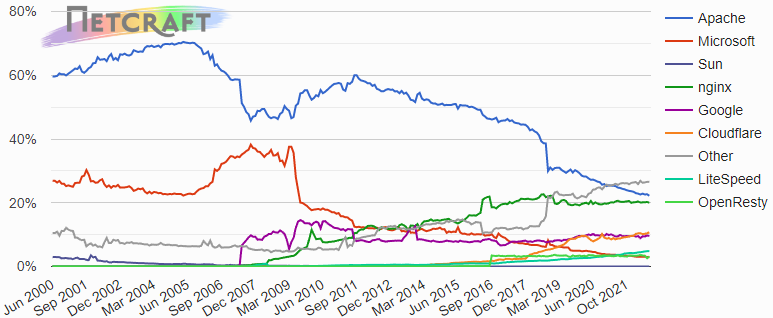 NETCRAFT
80%
60%
40%
20%
0%
Jun 2000
Sep 2001
Dec 2002
Mar 2004
Jun 2005
Sep 2006
Dec 2007
Mar 2009
Jun 2010
Sep 2011
Dec 2012
Mar 2014
Jun 2015
Sep 2016
Dec 2017
Mar 2019
Jun 2020
Oct 2021
Apache
Microsoft
Sun
nginx
Google
Cloudflare
Other
LiteSpeed
OpenResty